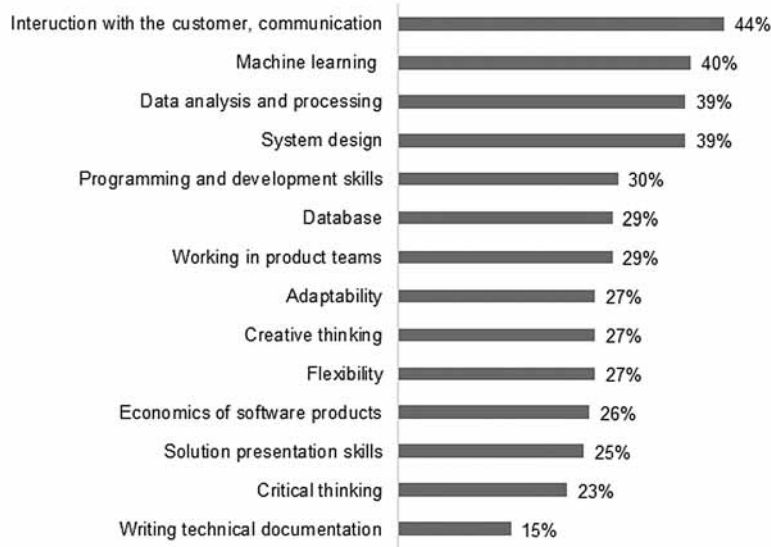 Interuction with the customer, communication 44%
Machine learning 40%
Data analysis and processing 39%
System design 39%
Programming and development skills 30%
Database 29%
Working in product teams 29%
Adaptability 27%
Creative thinking 27%
Flexibility 27%
Economics of software products 26%
Solution presentation skills 25%
Critical thinking 23%
Writing technical documentation 15%